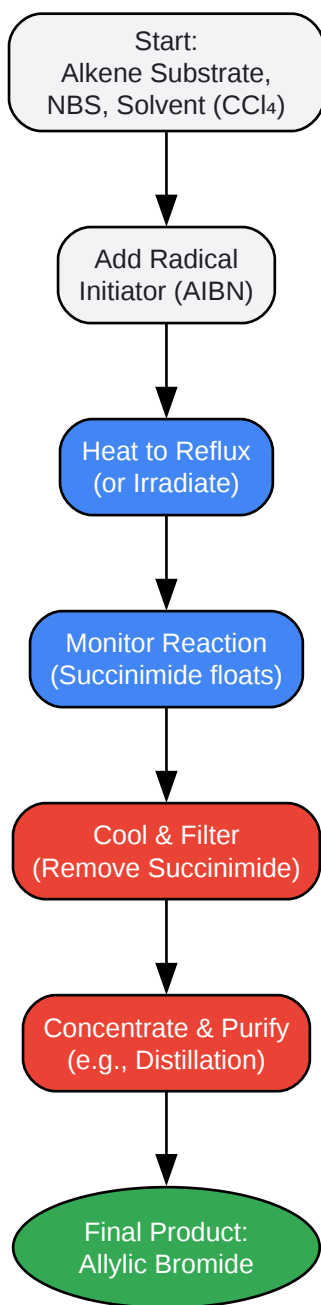 Start:
Alkene Substrate,
NBS, Solvent (CCl₄)
Add Radical
Initiator (AIBN)
Heat to Reflux
(or Irradiate)
Monitor Reaction
(Succinimide floats)
Cool & Filter
(Remove Succinimide)
Concentrate & Purify
(e.g., Distillation)
Final Product:
Allylic Bromide